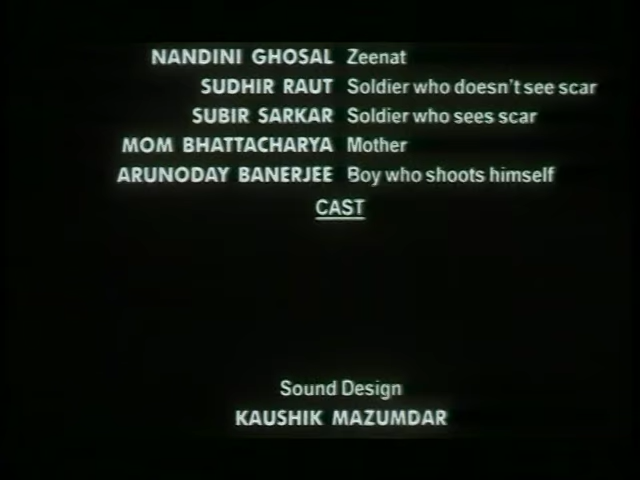 NANDINI GHOSAL Zeenat
SUDHIR RAUT Soldier who doesn't see scar
SUBIR SARKAR Soldier who sees scar
MOM BHATTACHARYA Mother
ARUNODAY BANERJEE Boy who shoots himself
CAST
Sound Design
KAUSHIK MAZUMDAR